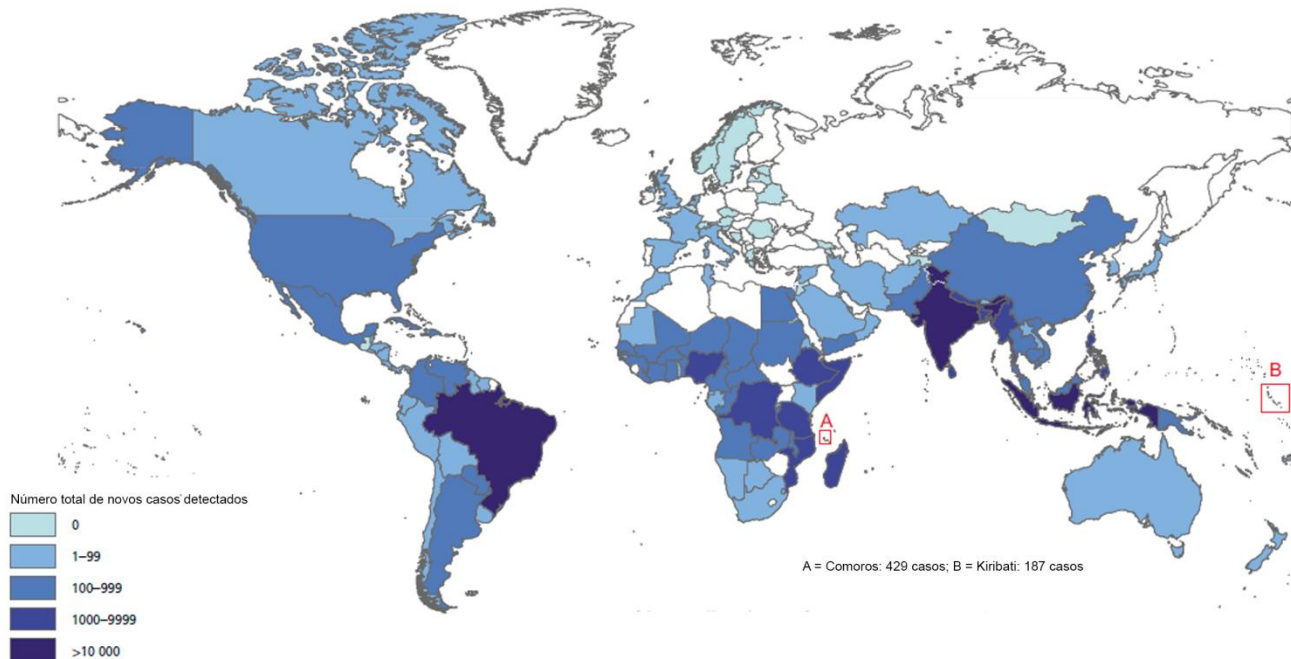 B
A
Número total de novos casos detectados
0
1–99
100–999
1000–9999
>10 000
A = Comoros: 429 casos; B = Kiribati: 187 casos